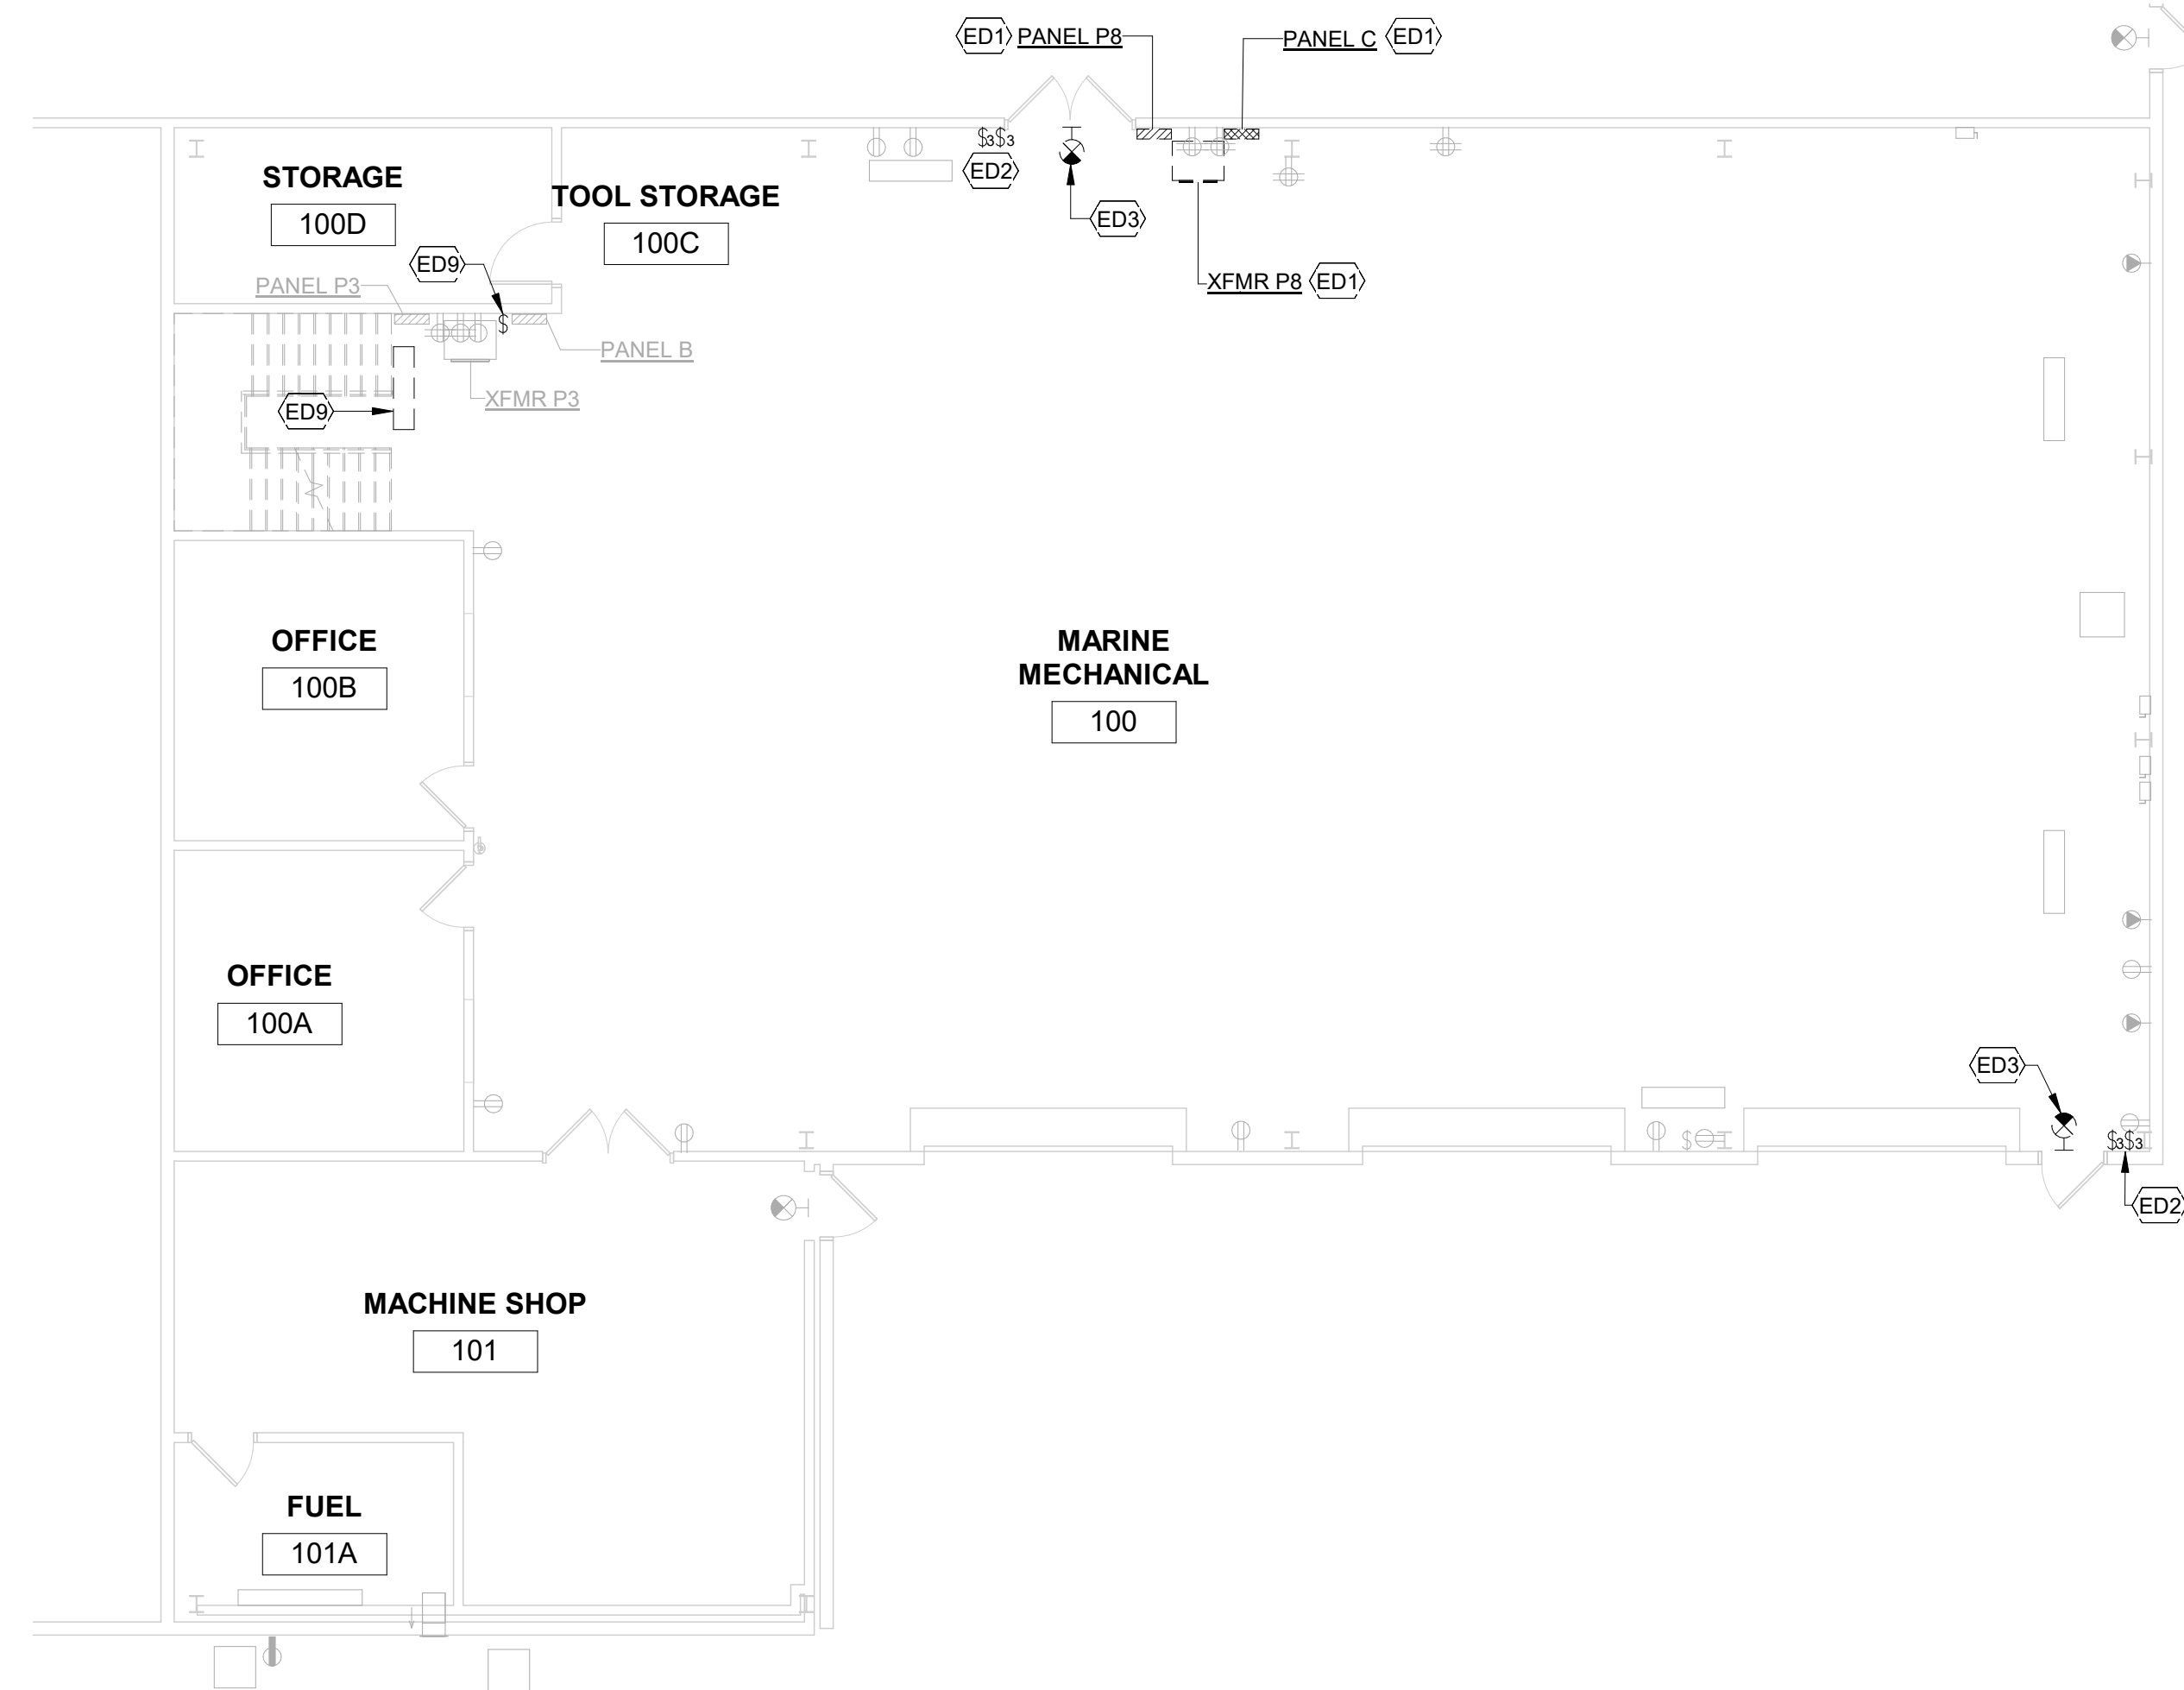 ED1 PANEL P8 PANEL C ED1
$3$3
ED2
STORAGE
100D
TOOL STORAGE
100C
ED3
ED9
PANEL P3
XFMR P8 ED1
$
PANEL B
XFMR P3
ED9
OFFICE
100B
MARINE
MECHANICAL
100
OFFICE
100A
ED3
$
$3$3
ED2
MACHINE SHOP
101
FUEL
101A